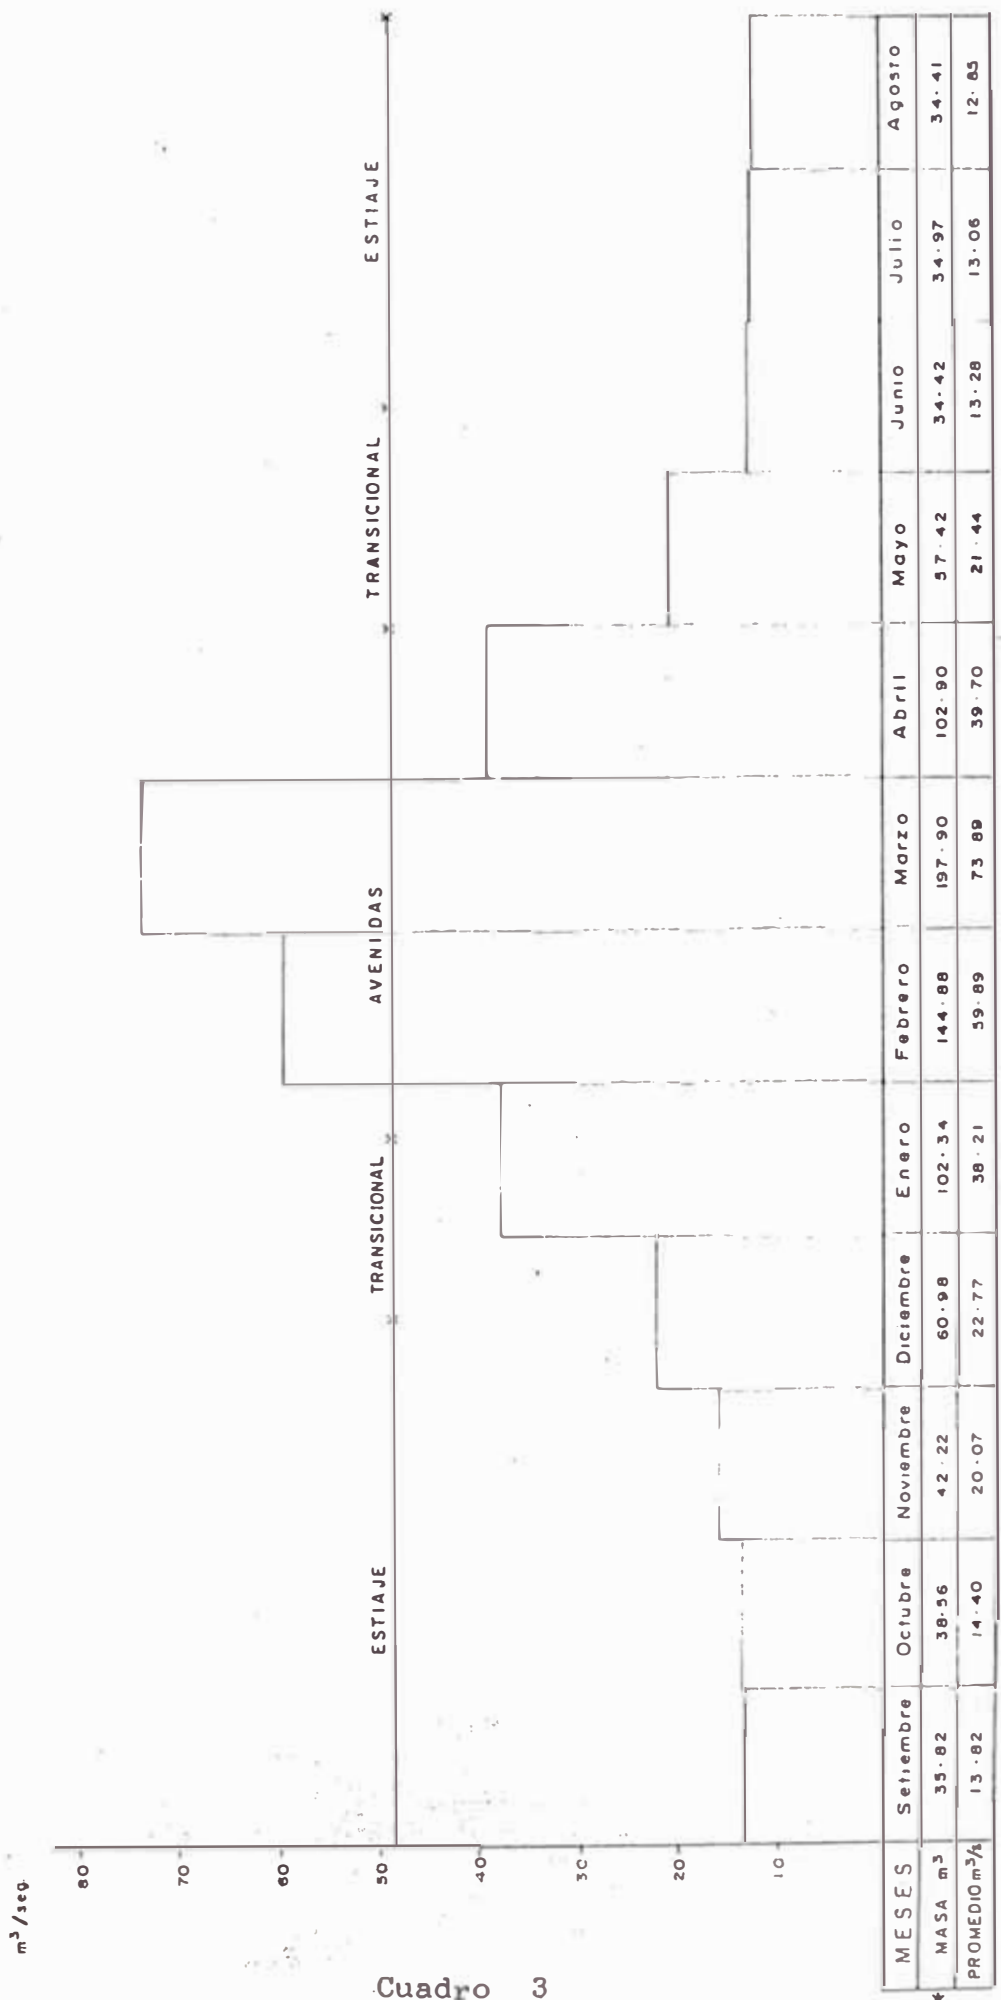 m³/seg.
80
70
60
50
40
30
20
10
ESTIAJE
TRANSICIONAL
AVENIDAS
TRANSICIONAL
ESTIAJE
MESES Setiembre Octubre Noviembre Diciembre Enero Febrero Marzo Abril Mayo Junio Julio Agosto
* MASA m³ 35·82 38·56 42·22 60·98 102·34 144·88 197·90 102·90 57·42 34·42 34·97 34·41
PROMEDIO m³/s 13·82 14·40 20·07 22·77 38·21 59·89 73 89 39·70 21·44 13·28 13·06 12·85
Cuadro 3